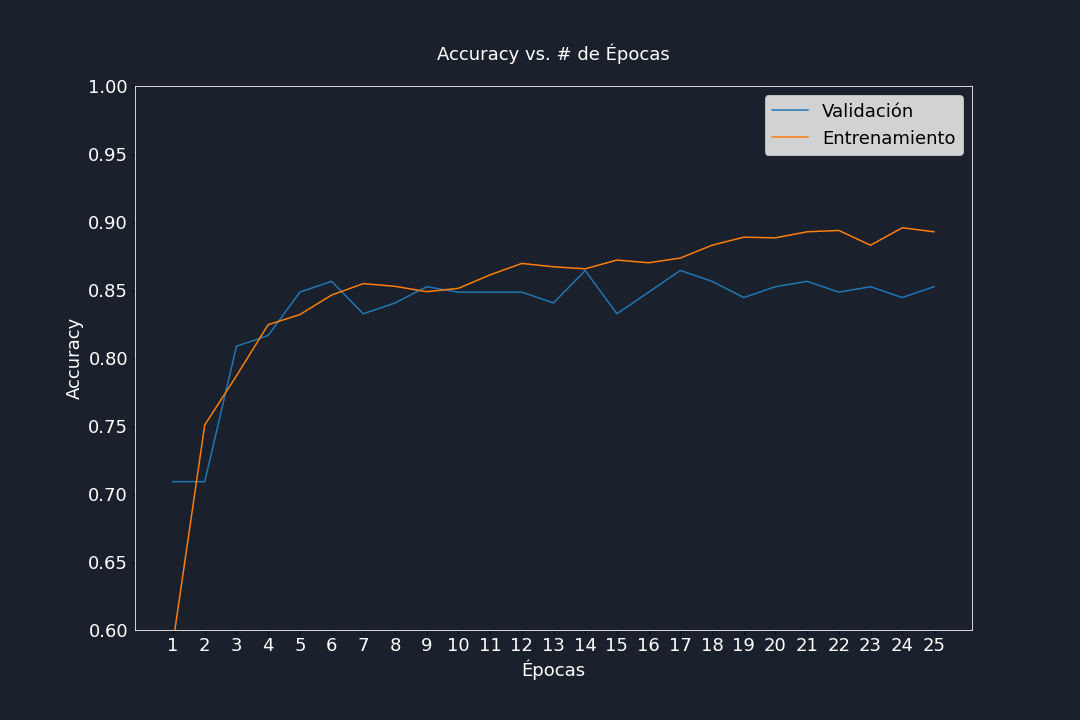 Accuracy vs. # de Épocas
1.00
0.95
0.90
0.85
0.80
0.75
0.70
0.65
0.60
Accuracy
Validación
Entrenamiento
1 2 3 4 5 6 7 8 9 10 11 12 13 14 15 16 17 18 19 20 21 22 23 24 25
Épocas